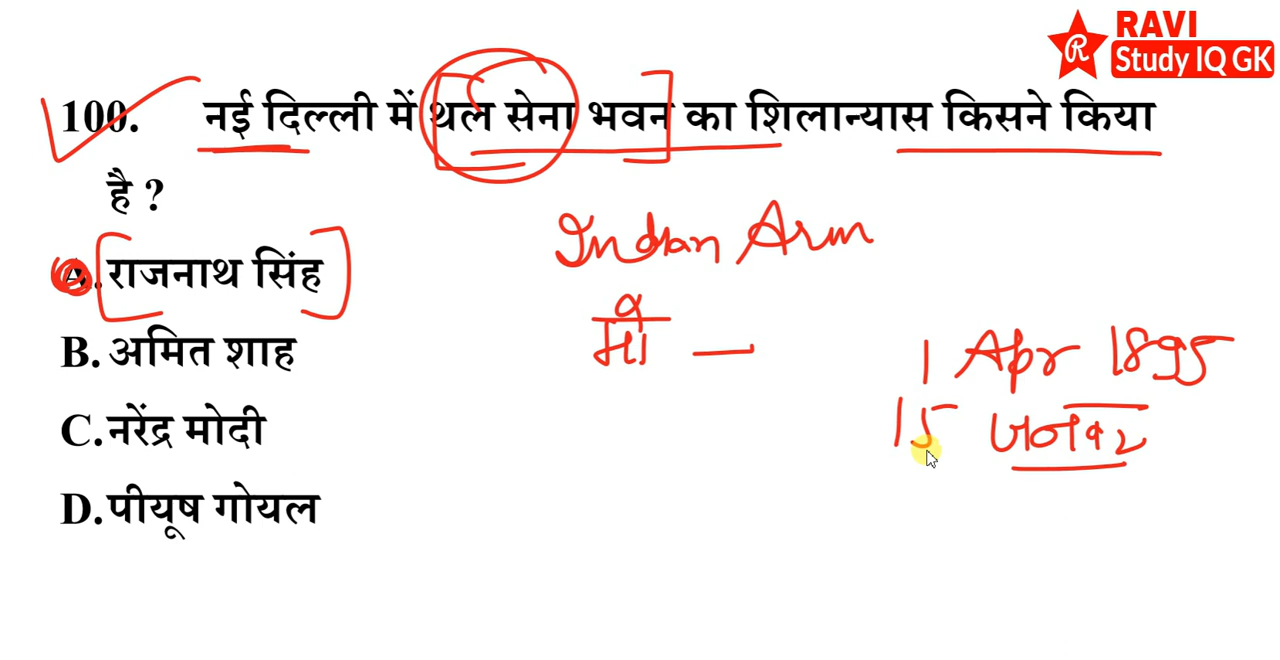 RAVI
Study IQ GK
100. नई दिल्ली में थल सेना भवन का शिलान्यास किसने किया
है ?
A. राजनाथ सिंह
B. अमित शाह
C. नरेंद्र मोदी
D. पीयूष गोयल
Indian Arm
1 Apr 1895
15 जनवर